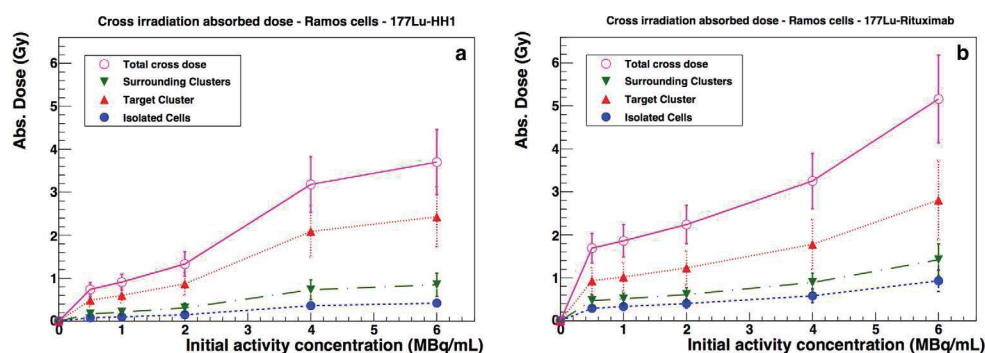 Cross irradiation absorbed dose - Ramos cells - 177Lu-HH1
Abs. Dose (Gy)
a
Total cross dose
Surrounding Clusters
Target Cluster
Isolated Cells
6
5
4
3
2
1
0
0 1 2 3 4 5 6
Initial activity concentration (MBq/mL)
Cross irradiation absorbed dose - Ramos cells - 177Lu-Rituximab
Abs. Dose (Gy)
b
Total cross dose
Surrounding Clusters
Target Cluster
Isolated Cells
6
5
4
3
2
1
0
0 1 2 3 4 5 6
Initial activity concentration (MBq/mL)